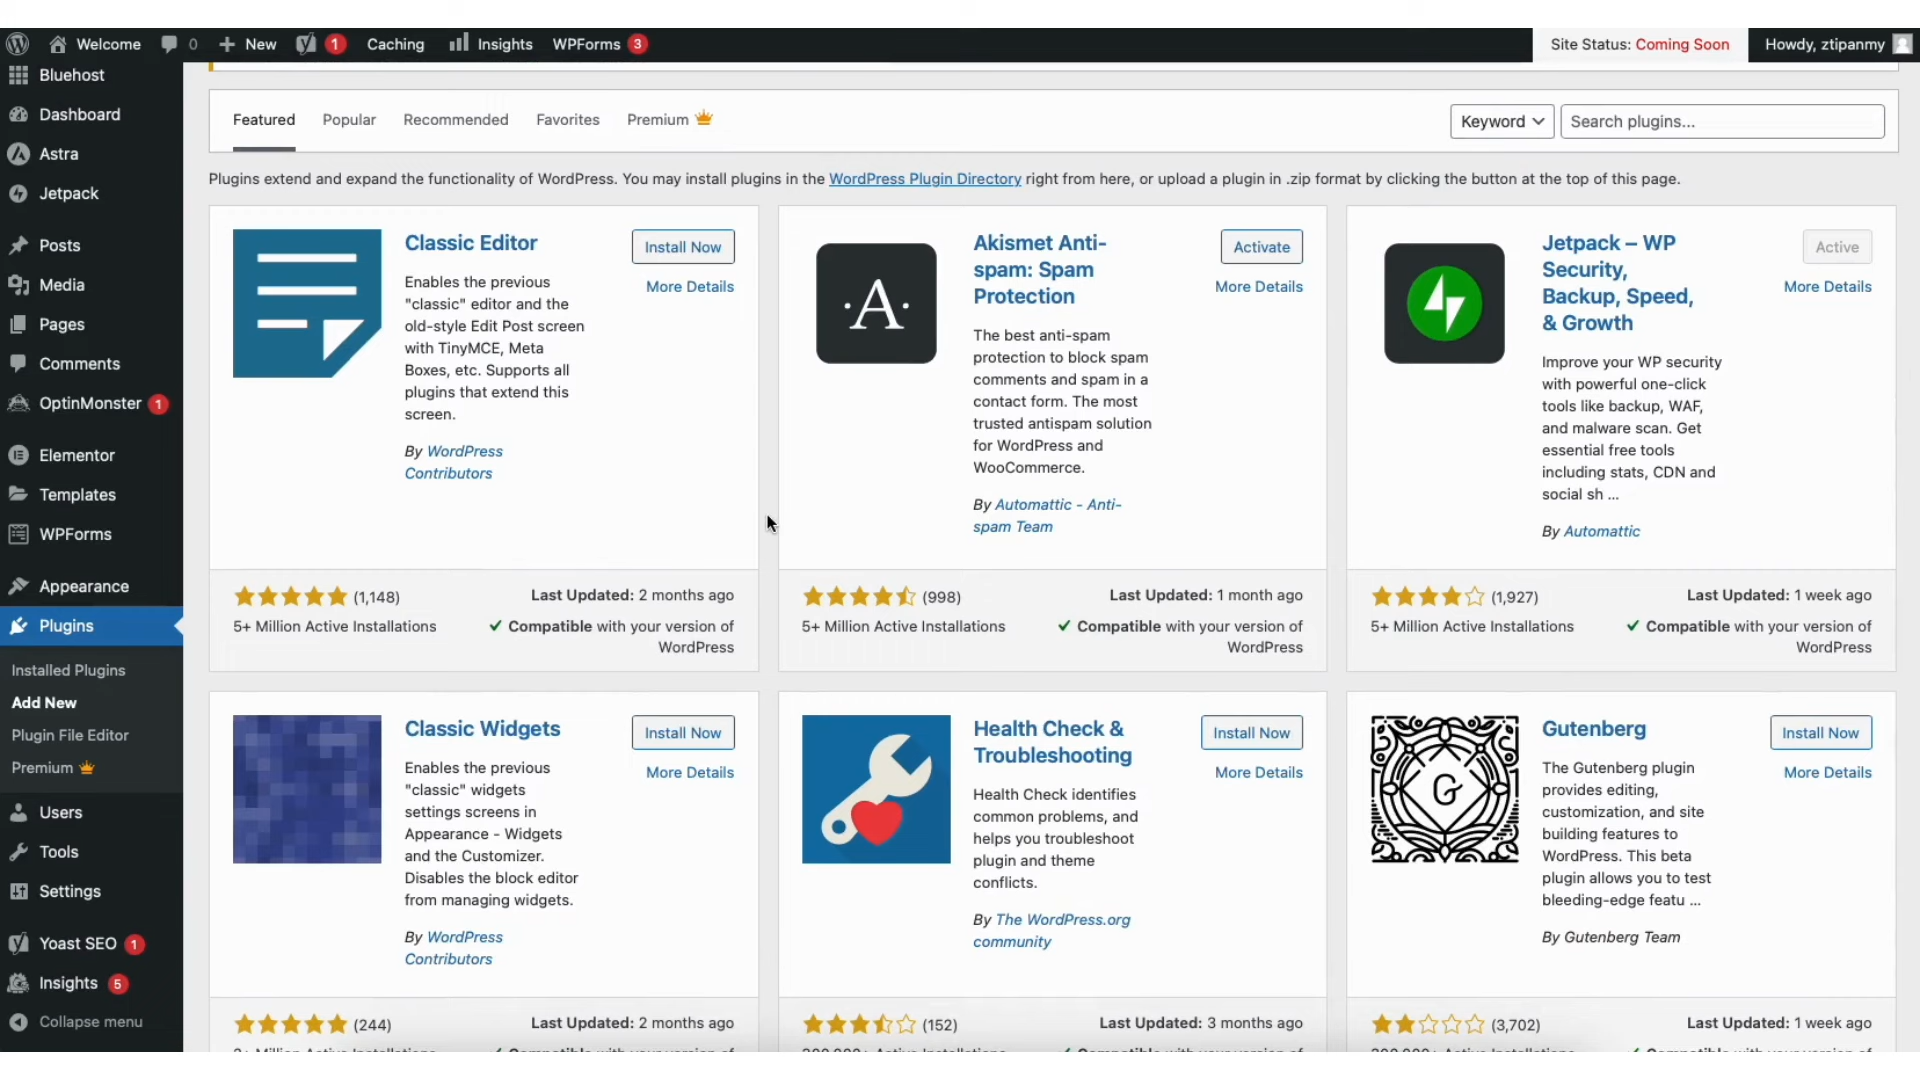 Welcome 0 New 1 Caching Insights WPForms 3 Site Status: Coming Soon Howdy, ztipanmy
Bluehost
Dashboard
Astra
Jetpack
Posts
Media
Pages
Comments
OptinMonster 1
Elementor
Templates
WPForms
Appearance
Plugins
Installed Plugins
Add New
Plugin File Editor
Premium
Users
Tools
Settings
Yoast SEO 1
Insights 5
Collapse menu
Featured Popular Recommended Favorites Premium Keyword Search plugins...
Plugins extend and expand the functionality of WordPress. You may install plugins in the WordPress Plugin Directory right from here, or upload a plugin in .zip format by clicking the button at the top of this page.
Classic Editor
Install Now
More Details
Enables the previous
"classic" editor and the
old-style Edit Post screen
with TinyMCE, Meta
Boxes, etc. Supports all
plugins that extend this
screen.
By WordPress
Contributors
(1,148)
5+ Million Active Installations
Last Updated: 2 months ago
✓ Compatible with your version of
WordPress
·A·
Akismet Anti-
spam: Spam
Protection
Activate
More Details
The best anti-spam
protection to block spam
comments and spam in a
contact form. The most
trusted antispam solution
for WordPress and
WooCommerce.
By Automattic - Anti-
spam Team
(998)
5+ Million Active Installations
Last Updated: 1 month ago
✓ Compatible with your version of
WordPress
Jetpack – WP
Security,
Backup, Speed,
& Growth
Active
More Details
Improve your WP security
with powerful one-click
tools like backup, WAF,
and malware scan. Get
essential free tools
including stats, CDN and
social sh ...
By Automattic
(1,927)
5+ Million Active Installations
Last Updated: 1 week ago
✓ Compatible with your version of
WordPress
Classic Widgets
Install Now
More Details
Enables the previous
"classic" widgets
settings screens in
Appearance - Widgets
and the Customizer.
Disables the block editor
from managing widgets.
By WordPress
Contributors
(244)
Last Updated: 2 months ago
Health Check &
Troubleshooting
Install Now
More Details
Health Check identifies
common problems, and
helps you troubleshoot
plugin and theme
conflicts.
By The WordPress.org
community
(152)
Last Updated: 3 months ago
G
Gutenberg
Install Now
More Details
The Gutenberg plugin
provides editing,
customization, and site
building features to
WordPress. This beta
plugin allows you to test
bleeding-edge featu ...
By Gutenberg Team
(3,702)
Last Updated: 1 week ago